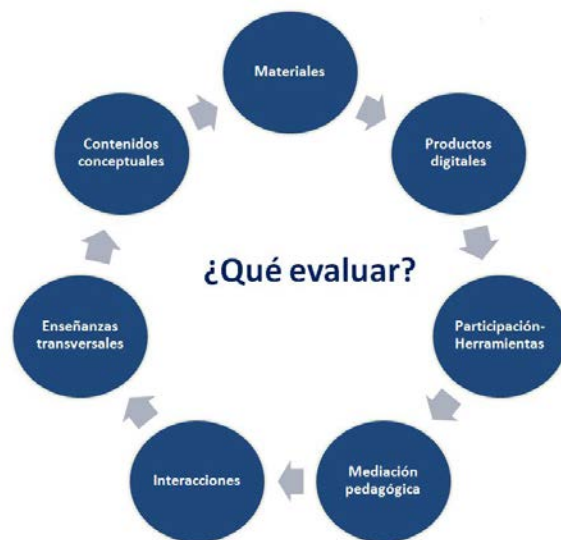 Materiales
Productos
digitales
Participación-
Herramientas
Mediación
pedagógica
Interacciones
Enseñanzas
transversales
Contenidos
conceptuales
¿Qué evaluar?